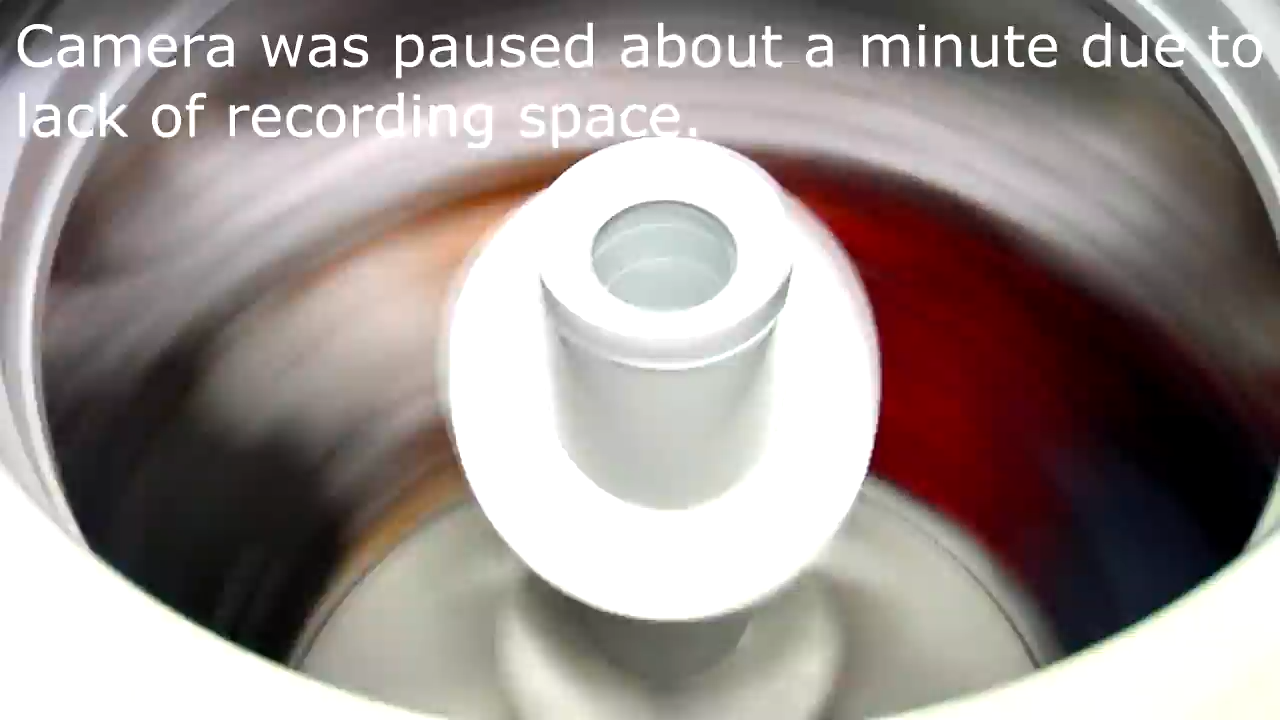 Camera was paused about a minute due to
lack of recording space.